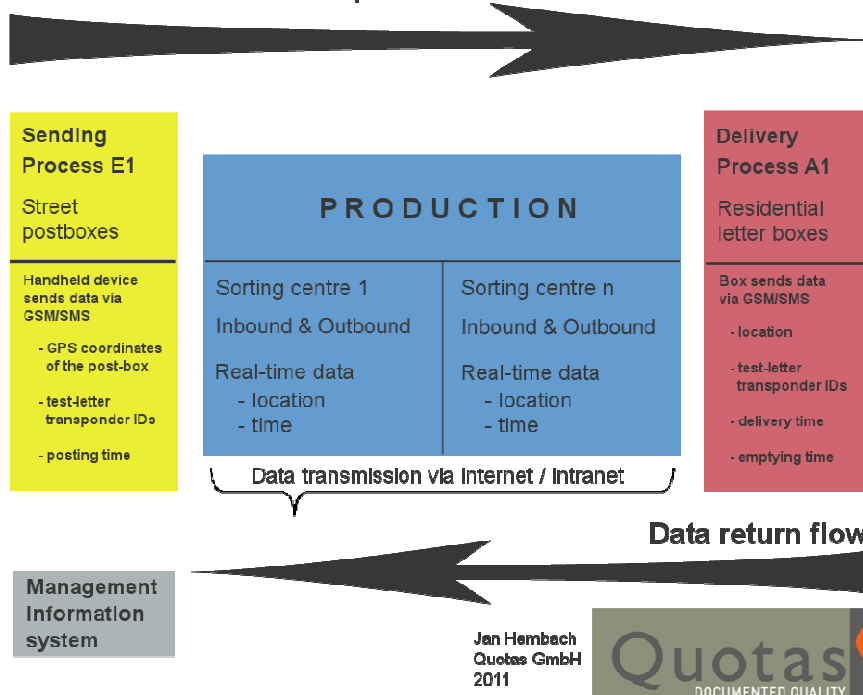 Sending
Process E1
Street
postboxes
Handheld device
sends data via
GSM/SMS
- GPS coordinates
of the post-box
- test-letter
transponder IDs
- posting time
PRODUCTION
Sorting centre 1
Inbound & Outbound
Real-time data
- location
- time
Sorting centre n
Inbound & Outbound
Real-time data
- location
- time
Data transmission via Internet / Intranet
Delivery
Process A1
Residential
letter boxes
Box sends data
via GSM/SMS
- location
- test-letter
transponder IDs
- delivery time
- emptying time
Data return flow
Management
Information
system
Jan Hembach
Quotas GmbH
2011
Quotas
DOCUMENTED QUALITY